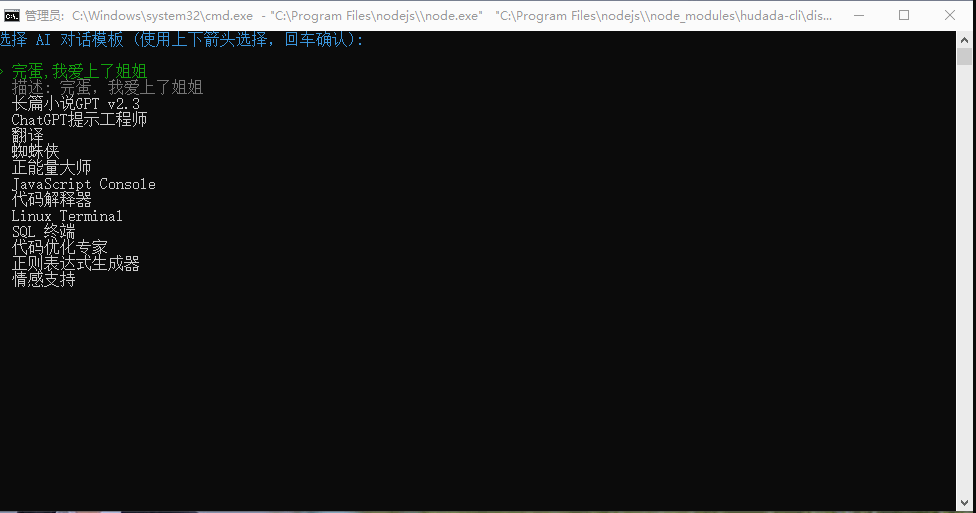 管理员: C:\Windows\system32\cmd.exe - "C:\Program Files\nodejs\\node.exe" "C:\Program Files\nodejs\\node_modules\hudada-cli\dis...
选择 AI 对话模板 (使用上下箭头选择，回车确认):
> 完蛋,我爱上了姐姐
描述: 完蛋，我爱上了姐姐
长篇小说GPT v2.3
ChatGPT提示工程师
翻译
蜘蛛侠
正能量大师
JavaScript Console
代码解释器
Linux Terminal
SQL 终端
代码优化专家
正则表达式生成器
情感支持